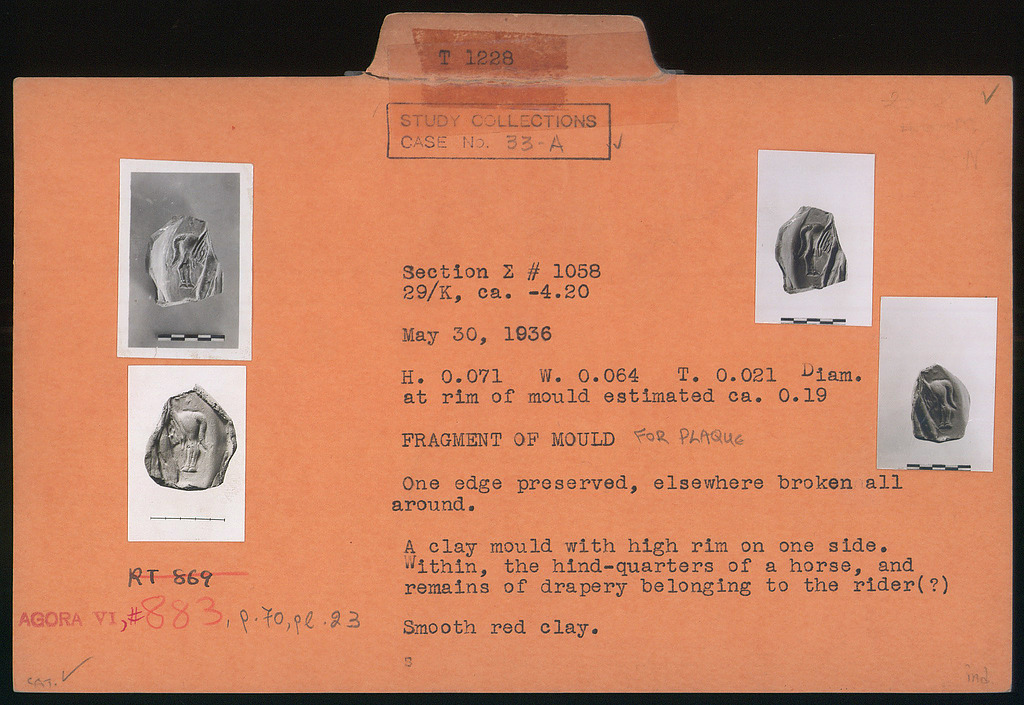 T 1228
STUDY COLLECTIONS
CASE No. 33-A
Section Σ # 1058
29/K, ca. -4.20
May 30, 1936
H. 0.071 W. 0.064 T. 0.021 Diam.
at rim of mould estimated ca. 0.19
FRAGMENT OF MOULD FOR PLAQUE
One edge preserved, elsewhere broken all
around.
A clay mould with high rim on one side.
Within, the hind-quarters of a horse, and
remains of drapery belonging to the rider(?)
Smooth red clay.
RT 869
AGORA VI, #883, p.70, pl.23
CAT.
ind